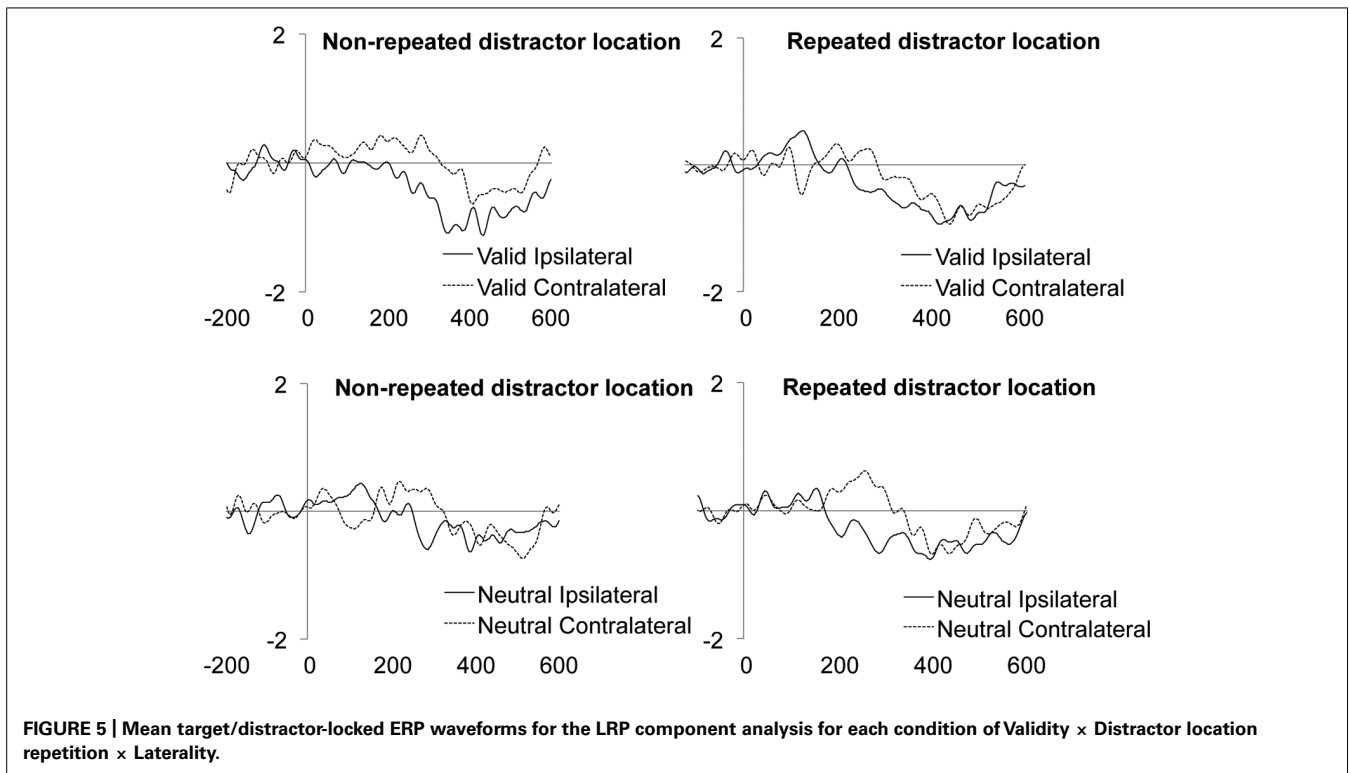 2
Non-repeated distractor location
Valid Ipsilateral
Valid Contralateral
-2
-200 0 200 400 600
2
Repeated distractor location
Valid Ipsilateral
Valid Contralateral
-2
0 200 400 600
2
Non-repeated distractor location
Neutral Ipsilateral
Neutral Contralateral
-2
-200 0 200 400 600
2
Repeated distractor location
Neutral Ipsilateral
Neutral Contralateral
-2
0 200 400 600
FIGURE 5 | Mean target/distractor-locked ERP waveforms for the LRP component analysis for each condition of Validity × Distractor location
repetition × Laterality.